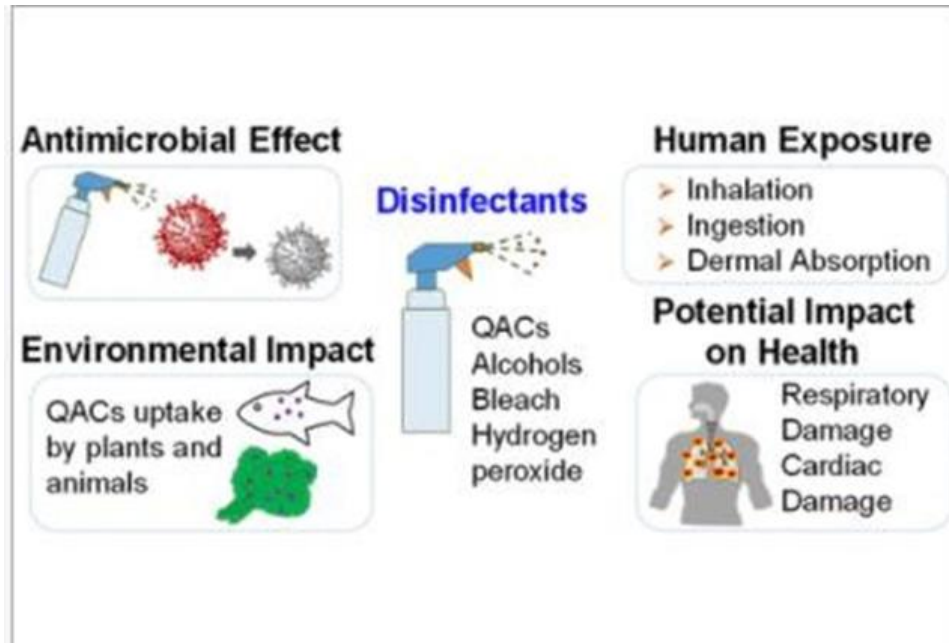 Antimicrobial Effect
Environmental Impact
QACs uptake
by plants and
animals
Disinfectants
QACs
Alcohols
Bleach
Hydrogen
peroxide
Human Exposure
Inhalation
Ingestion
Dermal Absorption
Potential Impact
on Health
Respiratory
Damage
Cardiac
Damage